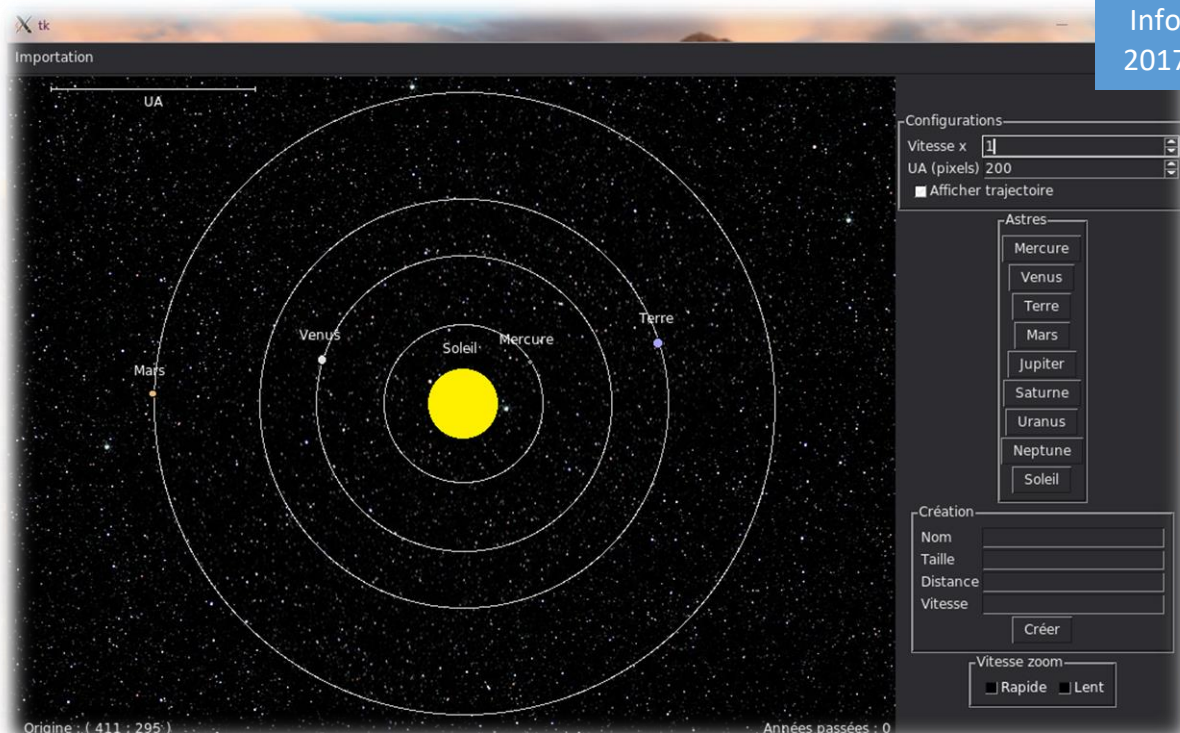 tk
Info
2017
Importation
UA
Configurations
Vitesse x 1
UA (pixels) 200
Afficher trajectoire
Astres
Mercure
Venus
Terre
Mars
Jupiter
Saturne
Uranus
Neptune
Soleil
Terre
Venus
Mercure
Soleil
Mars
Création
Nom
Taille
Distance
Vitesse
Créer
Vitesse zoom
Rapide Lent
Origine : ( 411 ; 295 )
Années passées : 0